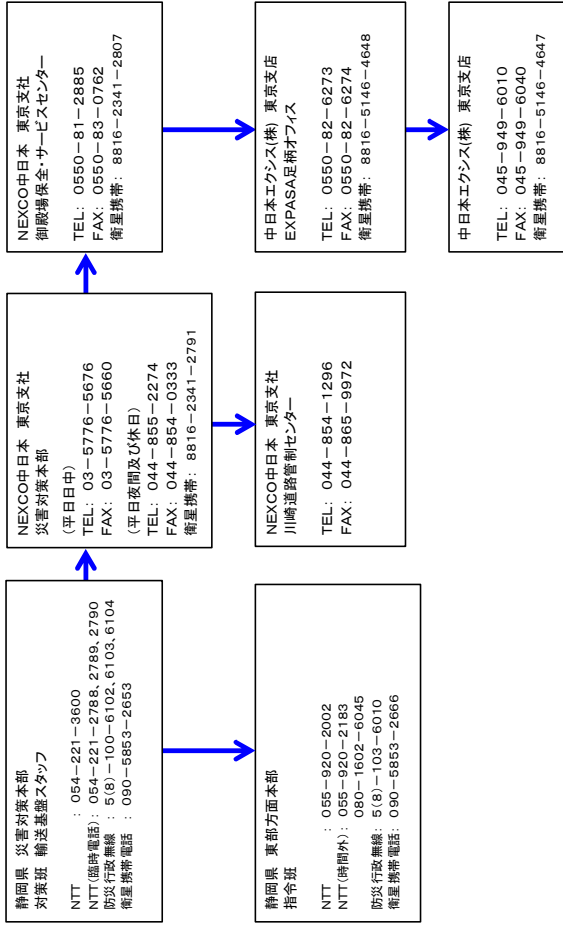 静岡県 災害対策本部
対策班 輸送基盤スタッフ
NTT : 054-221-3600
NTT(臨時電話): 054-221-2788、2789、2790
防災行政無線 : 5(8)-100-6102、6103、6104
衛星携帯電話 : 090-5853-2653
NEXCO中日本 東京支社
災害対策本部
(平日日中)
TEL: 03-5776-5676
FAX: 03-5776-5660
(平日夜間及び休日)
TEL: 044-855-2274
FAX: 044-854-0333
衛星携帯: 8816-2341-2791
NEXCO中日本 東京支社
御殿場保全・サービスセンター
TEL: 0550-81-2885
FAX: 0550-83-0762
衛星携帯: 8816-2341-2807
静岡県 東部方面本部
指令班
NTT : 055-920-2002
NTT(時間外): 055-920-2183
080-1602-6045
防災行政無線: 5(8)-103-6010
衛星携帯電話: 090-5853-2666
NEXCO中日本 東京支社
川崎道路管制センター
TEL: 044-854-1296
FAX: 044-865-9972
中日本エクシス(株) 東京支店
EXPASA足柄オフィス
TEL: 0550-82-6273
FAX: 0550-82-6274
衛星携帯: 8816-5146-4648
中日本エクシス(株) 東京支店
TEL: 045-949-6010
FAX: 045-949-6040
衛星携帯: 8816-5146-4647